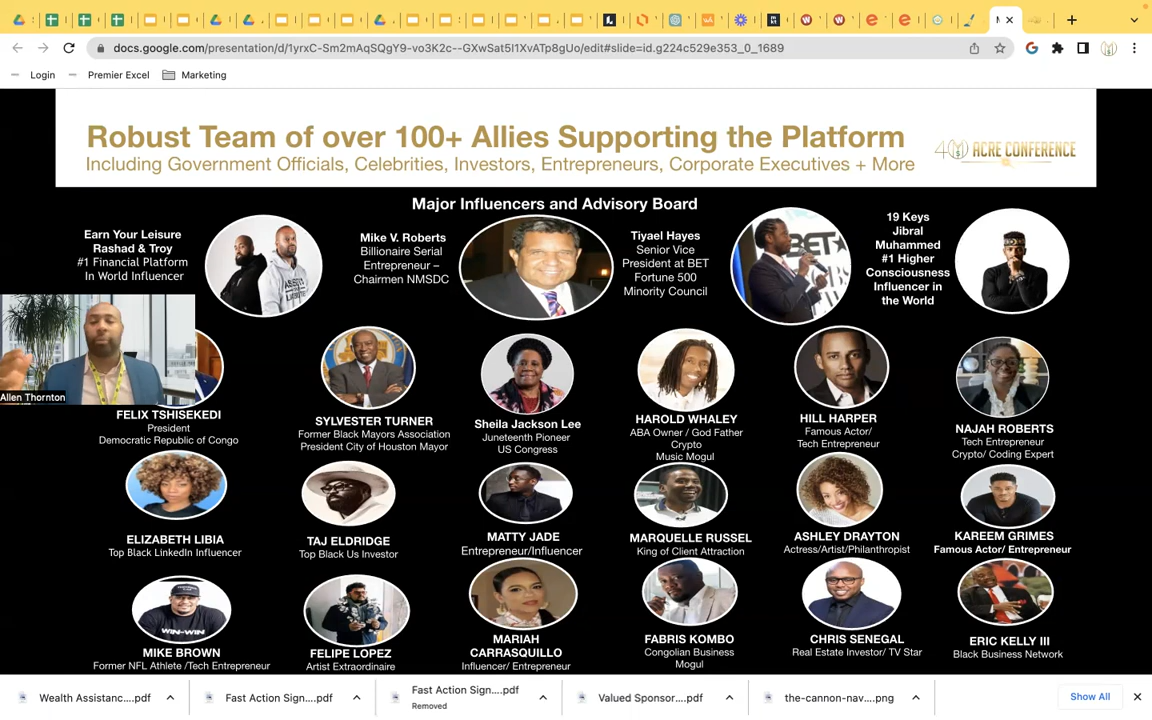 docs.google.com/presentation/d/1yrxC-Sm2mAqSQgY9-vo3K2c--GXwSat5I1XvATp8gUo/edit#slide=id.g224c529e353_0_1689
Login
Premier Excel
Marketing
Robust Team of over 100+ Allies Supporting the Platform
Including Government Officials, Celebrities, Investors, Entrepreneurs, Corporate Executives + More
ACRE CONFERENCE
Major Influencers and Advisory Board
Earn Your Leisure
Rashad & Troy
#1 Financial Platform
In World Influencer
Mike V. Roberts
Billionaire Serial
Entrepreneur –
Chairmen NMSDC
Tiyael Hayes
Senior Vice
President at BET
Fortune 500
Minority Council
BET
19 Keys
Jibral
Muhammed
#1 Higher
Consciousness
Influencer in
the World
Allen Thornton
FELIX TSHISEKEDI
President
Democratic Republic of Congo
SYLVESTER TURNER
Former Black Mayors Association
President City of Houston Mayor
Sheila Jackson Lee
Juneteenth Pioneer
US Congress
HAROLD WHALEY
ABA Owner / God Father
Crypto
Music Mogul
HILL HARPER
Famous Actor/
Tech Entrepreneur
NAJAH ROBERTS
Tech Entrepreneur
Crypto/ Coding Expert
ELIZABETH LIBIA
Top Black LinkedIn Influencer
TAJ ELDRIDGE
Top Black Us Investor
MATTY JADE
Entrepreneur/Influencer
MARQUELLE RUSSEL
King of Client Attraction
ASHLEY DRAYTON
Actress/Artist/Philanthropist
KAREEM GRIMES
Famous Actor/ Entrepreneur
WIN-WIN
MIKE BROWN
Former NFL Athlete /Tech Entrepreneur
FELIPE LOPEZ
Artist Extraordinaire
MARIAH
CARRASQUILLO
Influencer/ Entrepreneur
FABRIS KOMBO
Congolian Business
Mogul
CHRIS SENEGAL
Real Estate Investor/ TV Star
ERIC KELLY III
Black Business Network
Wealth Assistanc....pdf
Fast Action Sign....pdf
Fast Action Sign....pdf
Removed
Valued Sponsor....pdf
the-cannon-nav....png
Show All